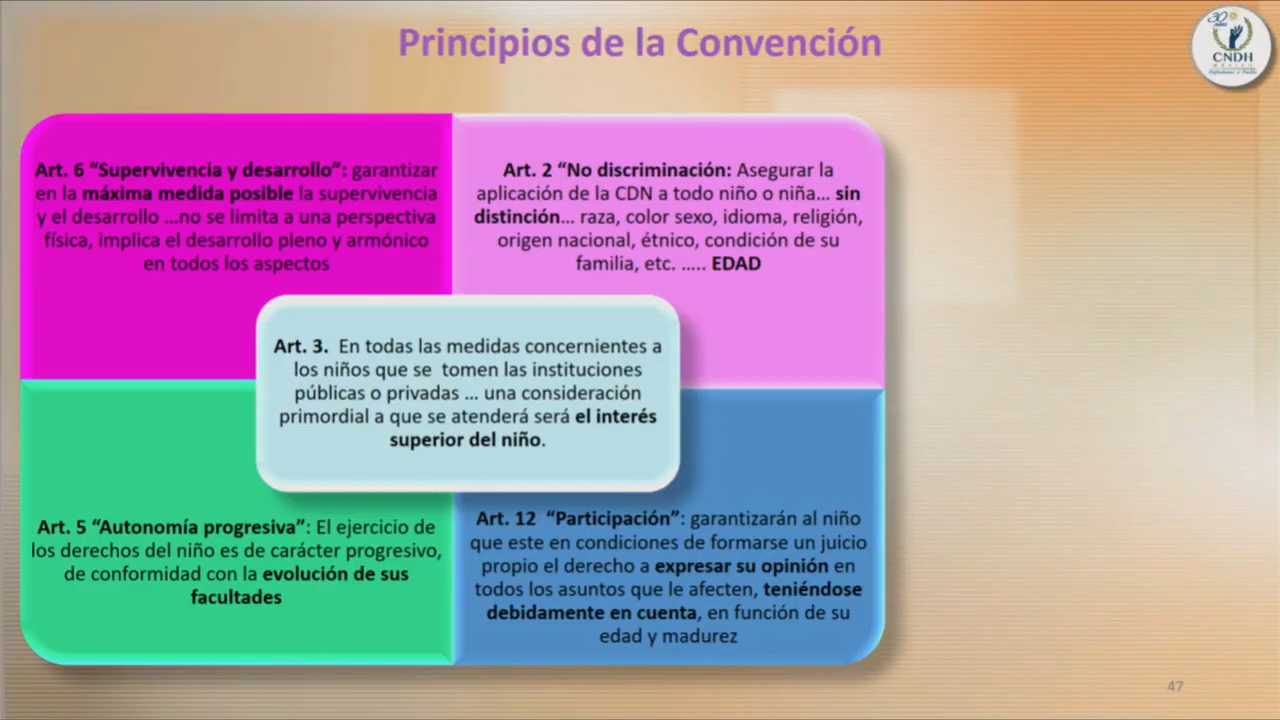 Principios de la Convención
30
CNDH
MÉXICO
Defendemos al Pueblo
Art. 6 “Supervivencia y desarrollo”: garantizar
en la máxima medida posible la supervivencia
y el desarrollo …no se limita a una perspectiva
física, implica el desarrollo pleno y armónico
en todos los aspectos
Art. 2 “No discriminación: Asegurar la
aplicación de la CDN a todo niño o niña… sin
distinción… raza, color sexo, idioma, religión,
origen nacional, étnico, condición de su
familia, etc. ….. EDAD
Art. 3.  En todas las medidas concernientes a
los niños que se  tomen las instituciones
públicas o privadas … una consideración
primordial a que se atenderá será el interés
superior del niño.
Art. 5 “Autonomía progresiva”: El ejercicio de
los derechos del niño es de carácter progresivo,
de conformidad con la evolución de sus
facultades
Art. 12  “Participación”: garantizarán al niño
que este en condiciones de formarse un juicio
propio el derecho a expresar su opinión en
todos los asuntos que le afecten, teniéndose
debidamente en cuenta, en función de su
edad y madurez
47